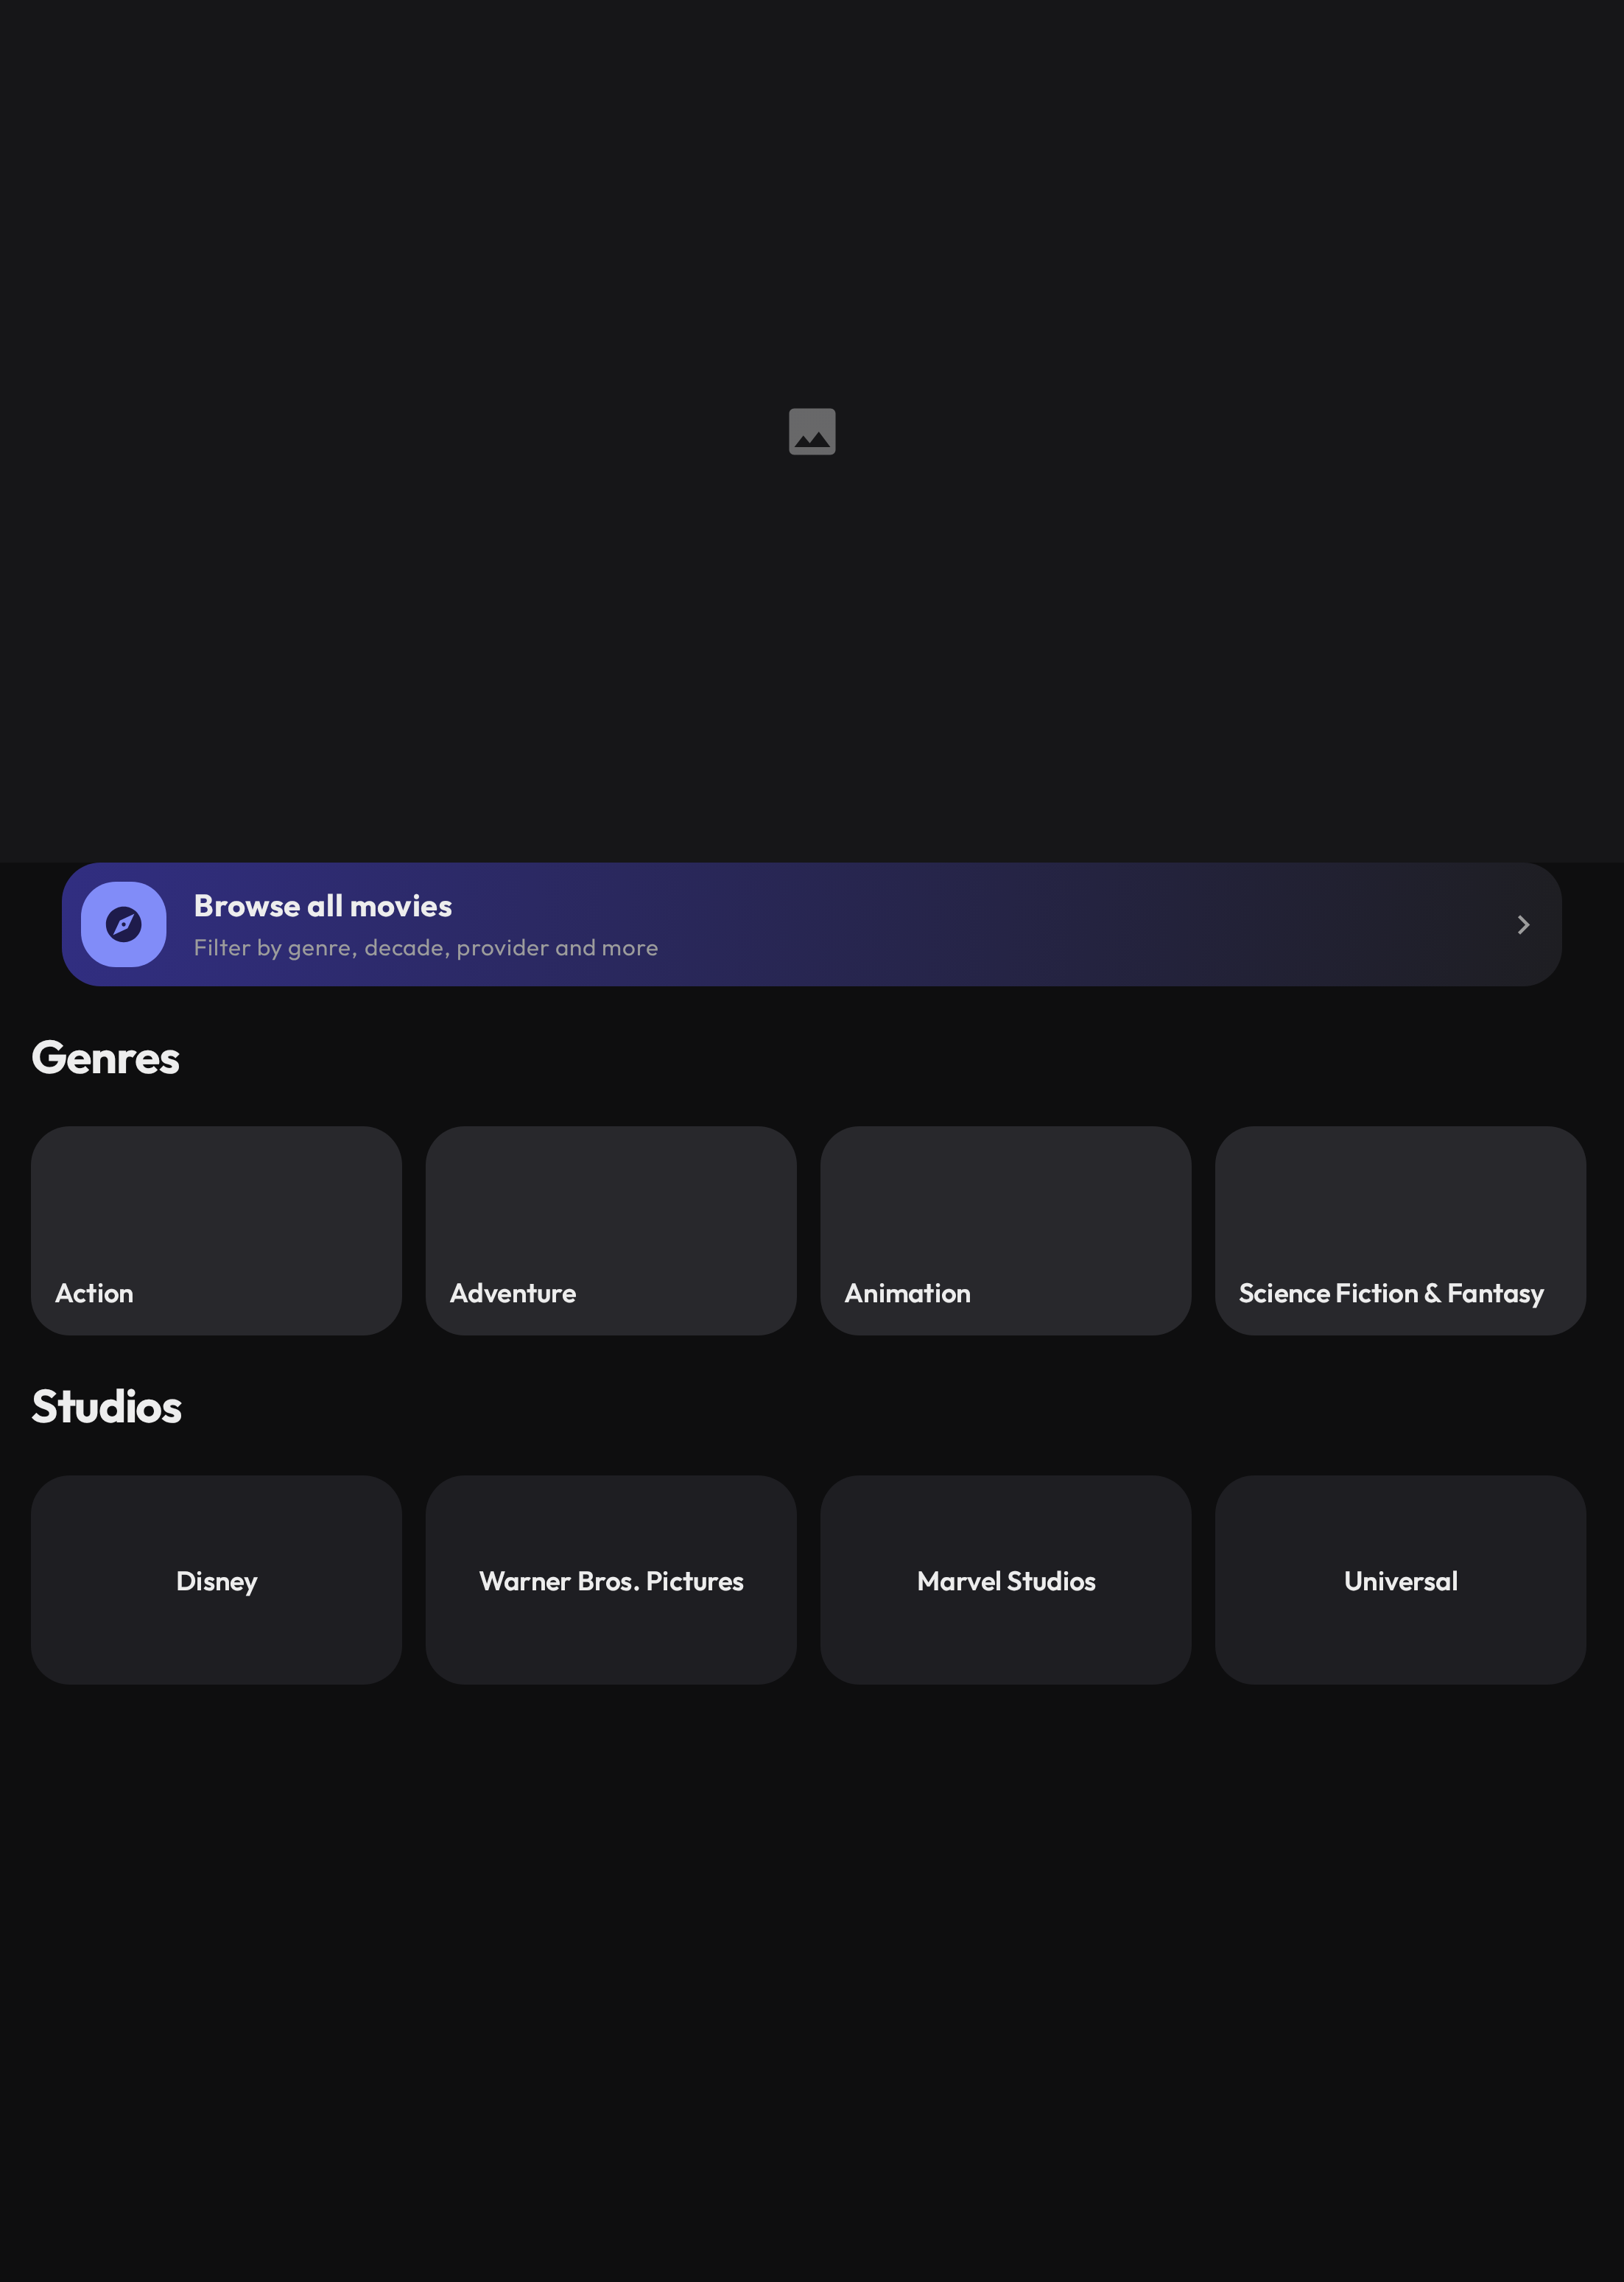 Browse all movies
Filter by genre, decade, provider and more
Genres
Action
Adventure
Animation
Science Fiction & Fantasy
Studios
Disney
Warner Bros. Pictures
Marvel Studios
Universal